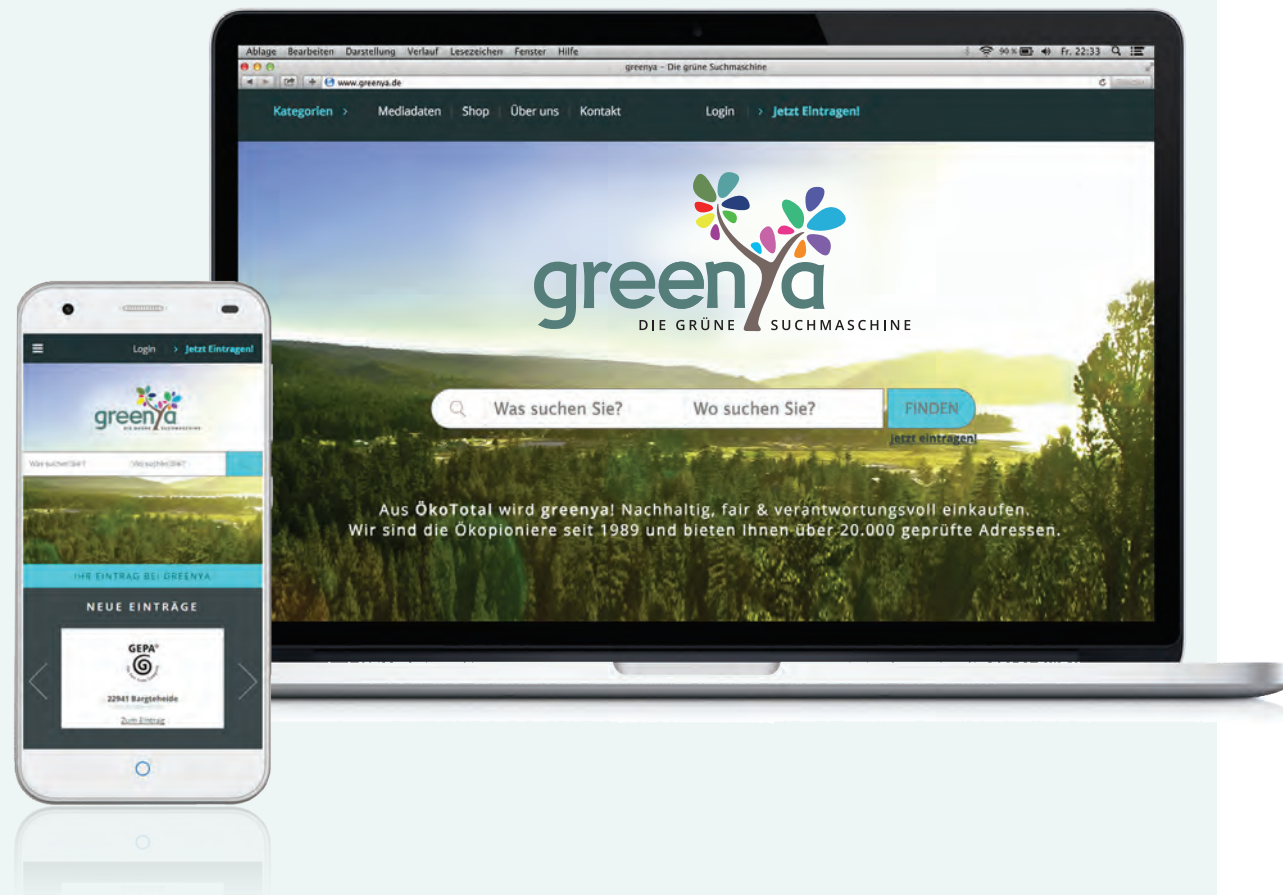 Ablage Bearbeiten Darstellung Verlauf Lesezeichen Fenster Hilfe 90 % Fr. 22:33
greenya – Die grüne Suchmaschine
www.greenya.de
Kategorien > Mediadaten Shop Über uns Kontakt Login > Jetzt Eintragen!
greenya
DIE GRÜNE SUCHMASCHINE
Was suchen Sie? Wo suchen Sie? FINDEN
Jetzt eintragen!
Aus ÖkoTotal wird greenya! Nachhaltig, fair & verantwortungsvoll einkaufen.
Wir sind die Ökopioniere seit 1989 und bieten Ihnen über 20.000 geprüfte Adressen.
Login > Jetzt Eintragen!
greenya
DIE GRÜNE SUCHMASCHINE
Was suchen Sie? Wo suchen Sie?
IHR EINTRAG BEI GREENYA
NEUE EINTRÄGE
GEPA®
22941 Bargteheide
Zum Eintrag